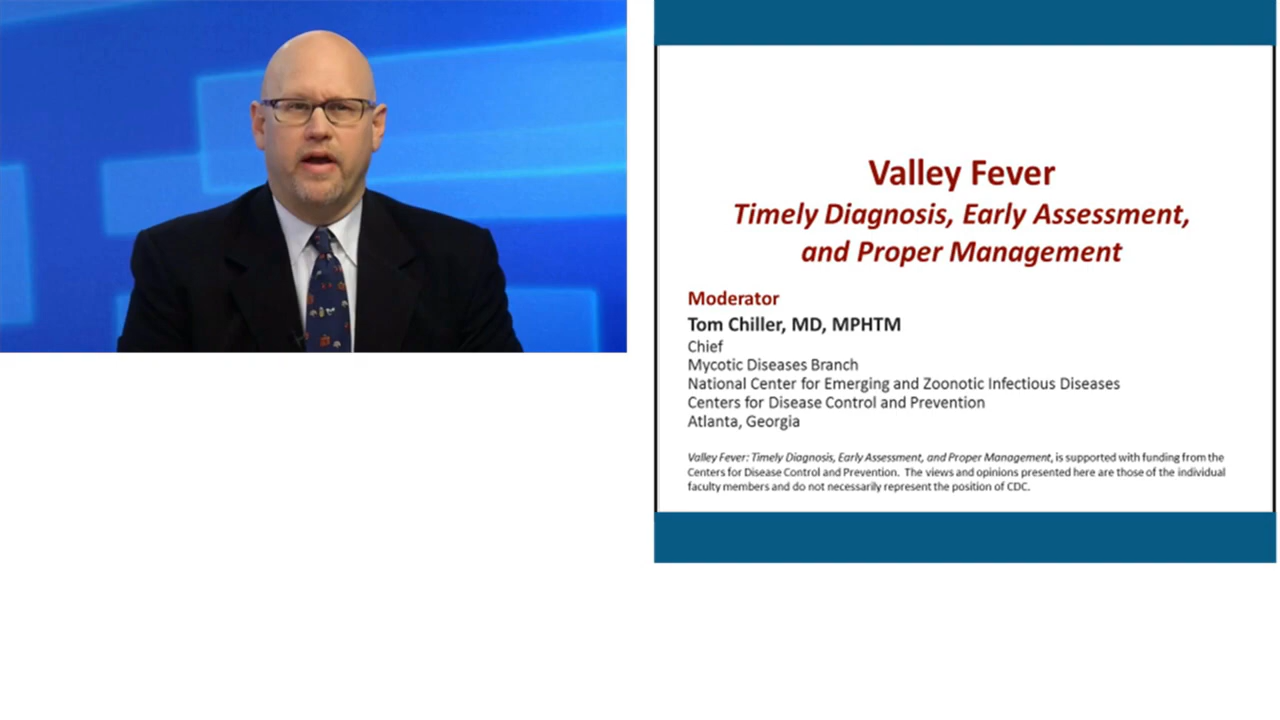 Valley Fever
Timely Diagnosis, Early Assessment,
and Proper Management
Moderator
Tom Chiller, MD, MPHTM
Chief
Mycotic Diseases Branch
National Center for Emerging and Zoonotic Infectious Diseases
Centers for Disease Control and Prevention
Atlanta, Georgia
Valley Fever: Timely Diagnosis, Early Assessment, and Proper Management, is supported with funding from the
Centers for Disease Control and Prevention. The views and opinions presented here are those of the individual
faculty members and do not necessarily represent the position of CDC.